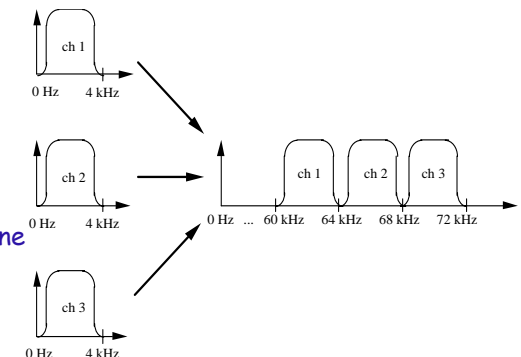 ch 1
0 Hz 4 kHz
ch 2
0 Hz 4 kHz
ne
ch 3
0 Hz 4 kHz
ch 1 ch 2 ch 3
0 Hz ... 60 kHz 64 kHz 68 kHz 72 kHz